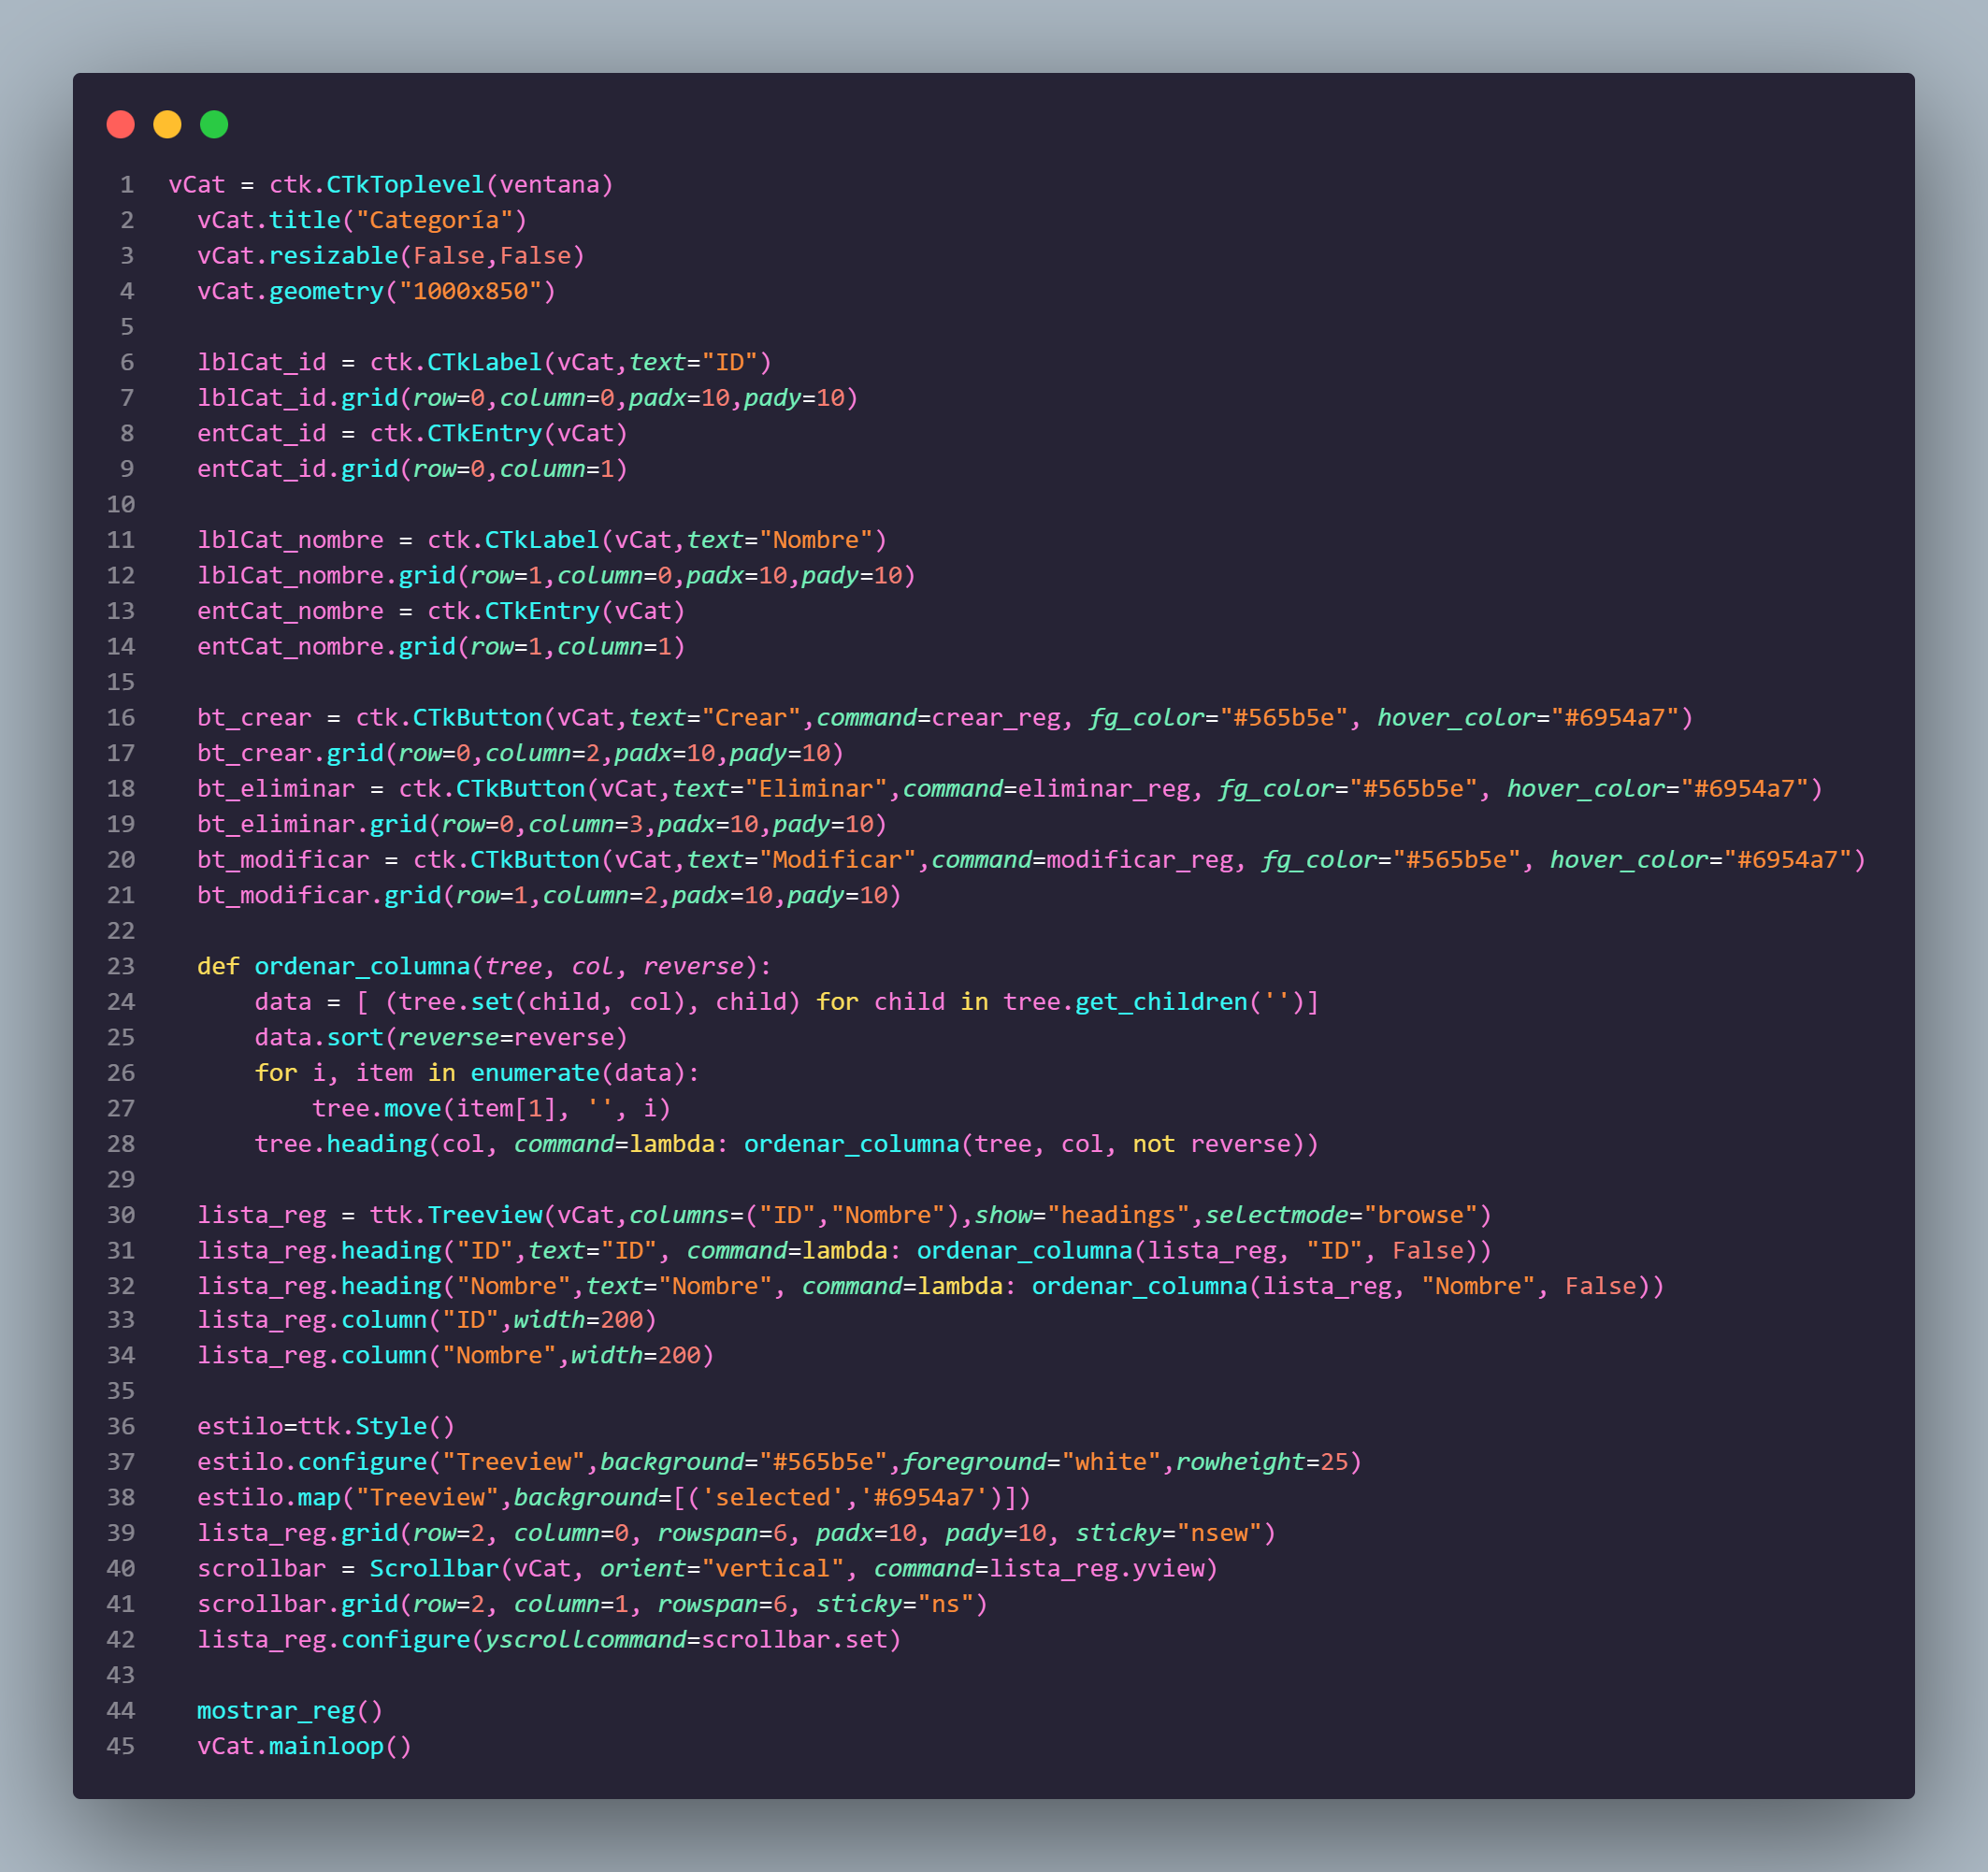 1 vCat = ctk.CTkToplevel(ventana)
2   vCat.title("Categoría")
3   vCat.resizable(False,False)
4   vCat.geometry("1000x850")
5
6   lblCat_id = ctk.CTkLabel(vCat,text="ID")
7   lblCat_id.grid(row=0,column=0,padx=10,pady=10)
8   entCat_id = ctk.CTkEntry(vCat)
9   entCat_id.grid(row=0,column=1)
10
11   lblCat_nombre = ctk.CTkLabel(vCat,text="Nombre")
12   lblCat_nombre.grid(row=1,column=0,padx=10,pady=10)
13   entCat_nombre = ctk.CTkEntry(vCat)
14   entCat_nombre.grid(row=1,column=1)
15
16   bt_crear = ctk.CTkButton(vCat,text="Crear",command=crear_reg, fg_color="#565b5e", hover_color="#6954a7")
17   bt_crear.grid(row=0,column=2,padx=10,pady=10)
18   bt_eliminar = ctk.CTkButton(vCat,text="Eliminar",command=eliminar_reg, fg_color="#565b5e", hover_color="#6954a7")
19   bt_eliminar.grid(row=0,column=3,padx=10,pady=10)
20   bt_modificar = ctk.CTkButton(vCat,text="Modificar",command=modificar_reg, fg_color="#565b5e", hover_color="#6954a7")
21   bt_modificar.grid(row=1,column=2,padx=10,pady=10)
22
23   def ordenar_columna(tree, col, reverse):
24       data = [ (tree.set(child, col), child) for child in tree.get_children('')]
25       data.sort(reverse=reverse)
26       for i, item in enumerate(data):
27           tree.move(item[1], '', i)
28       tree.heading(col, command=lambda: ordenar_columna(tree, col, not reverse))
29
30   lista_reg = ttk.Treeview(vCat,columns=("ID","Nombre"),show="headings",selectmode="browse")
31   lista_reg.heading("ID",text="ID", command=lambda: ordenar_columna(lista_reg, "ID", False))
32   lista_reg.heading("Nombre",text="Nombre", command=lambda: ordenar_columna(lista_reg, "Nombre", False))
33   lista_reg.column("ID",width=200)
34   lista_reg.column("Nombre",width=200)
35
36   estilo=ttk.Style()
37   estilo.configure("Treeview",background="#565b5e",foreground="white",rowheight=25)
38   estilo.map("Treeview",background=[('selected','#6954a7')])
39   lista_reg.grid(row=2, column=0, rowspan=6, padx=10, pady=10, sticky="nsew")
40   scrollbar = Scrollbar(vCat, orient="vertical", command=lista_reg.yview)
41   scrollbar.grid(row=2, column=1, rowspan=6, sticky="ns")
42   lista_reg.configure(yscrollcommand=scrollbar.set)
43
44   mostrar_reg()
45   vCat.mainloop()